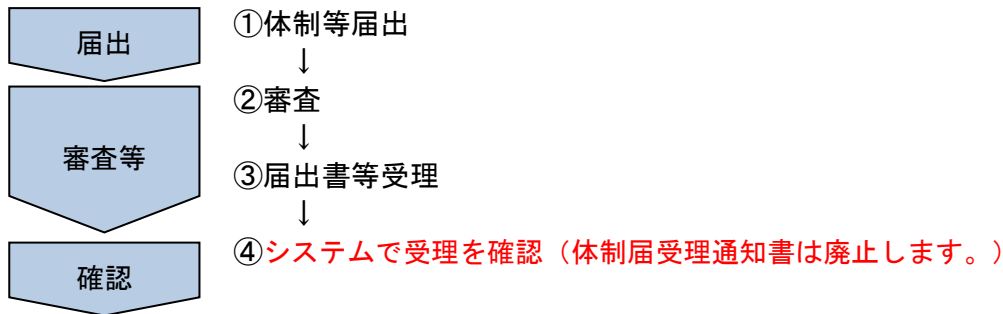 届出
①体制等届出
↓
②審査
↓
審査等
③届出書等受理
↓
④システムで受理を確認（体制届受理通知書は廃止します。）
確認